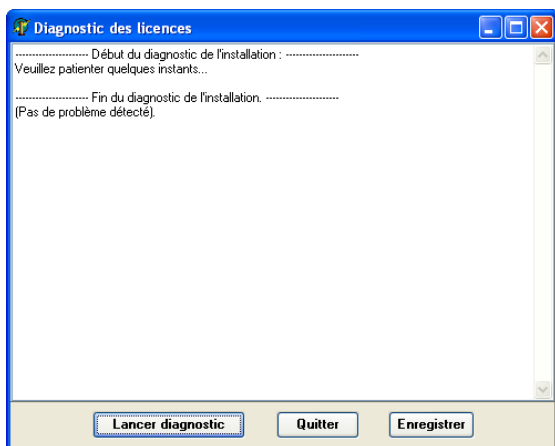 Diagnostic des licences
--------------------- Début du diagnostic de l'installation : ---------------------
Veuillez patienter quelques instants...
--------------------- Fin du diagnostic de l'installation. ---------------------
(Pas de problème détecté).
Lancer diagnostic
Quitter
Enregistrer